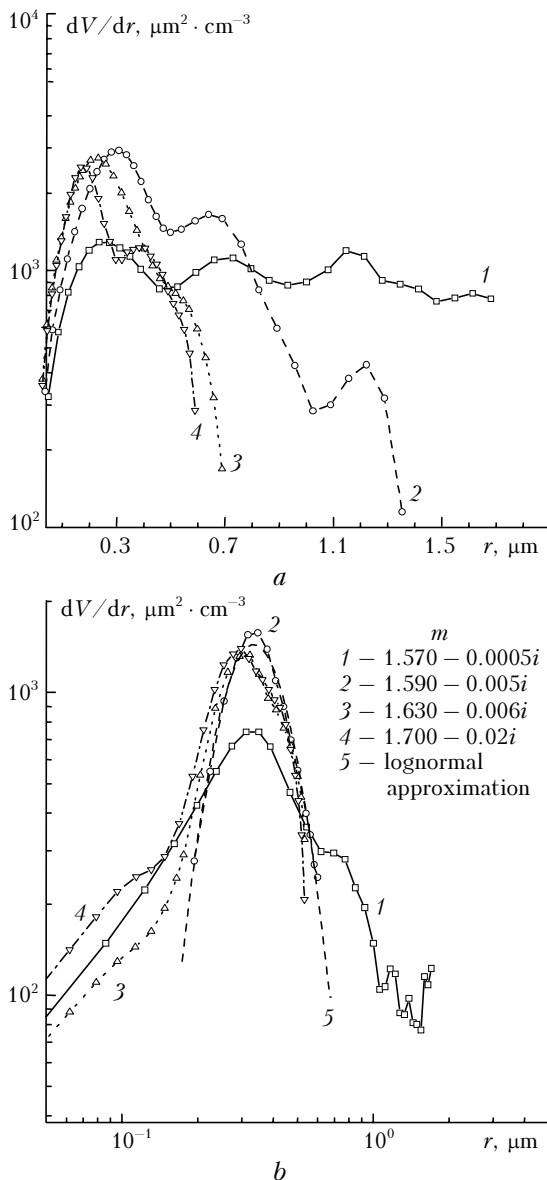 10⁴
dV/dr, µm² · cm⁻³
10³
10²
1
2
3
4
0.3
0.7
1.1
1.5
r, µm
a
dV/dr, µm² · cm⁻³
2
m
1 – 1.570 – 0.0005i
2 – 1.590 – 0.005i
3 – 1.630 – 0.006i
4 – 1.700 – 0.02i
5 – lognormal
approximation
10³
4
1
3
5
10²
10⁻¹
10⁰
r, µm
b